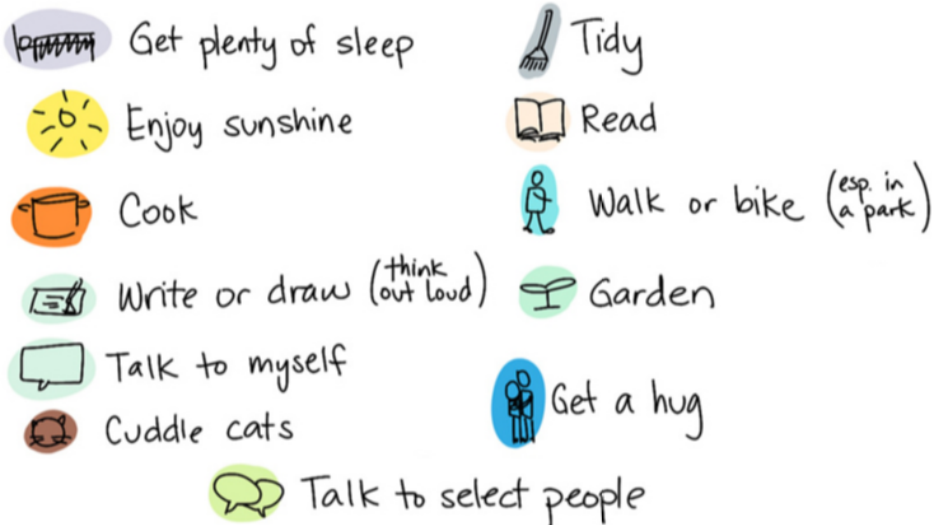 Get plenty of sleep
Tidy
Enjoy sunshine
Read
Cook
Walk or bike (esp. in a park)
Write or draw (think out loud)
Garden
Talk to myself
Get a hug
Cuddle cats
Talk to select people